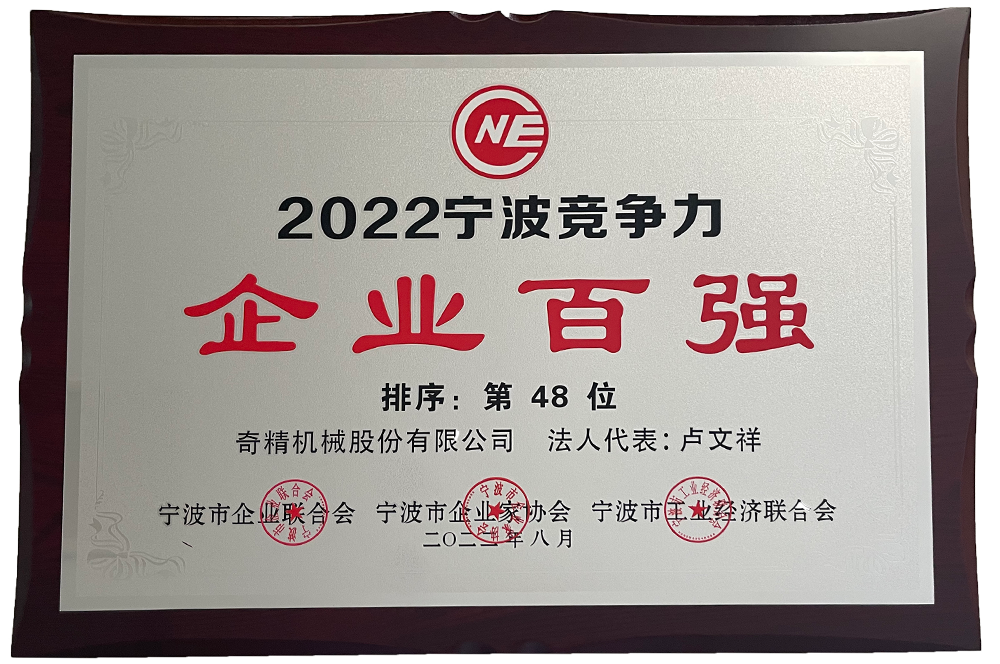 CNE
2022宁波竞争力
企业百强
排序：第 48 位
奇精机械股份有限公司 法人代表：卢文祥
宁波市企业联合会 宁波市企业家协会 宁波市工业经济联合会
二〇二二年八月